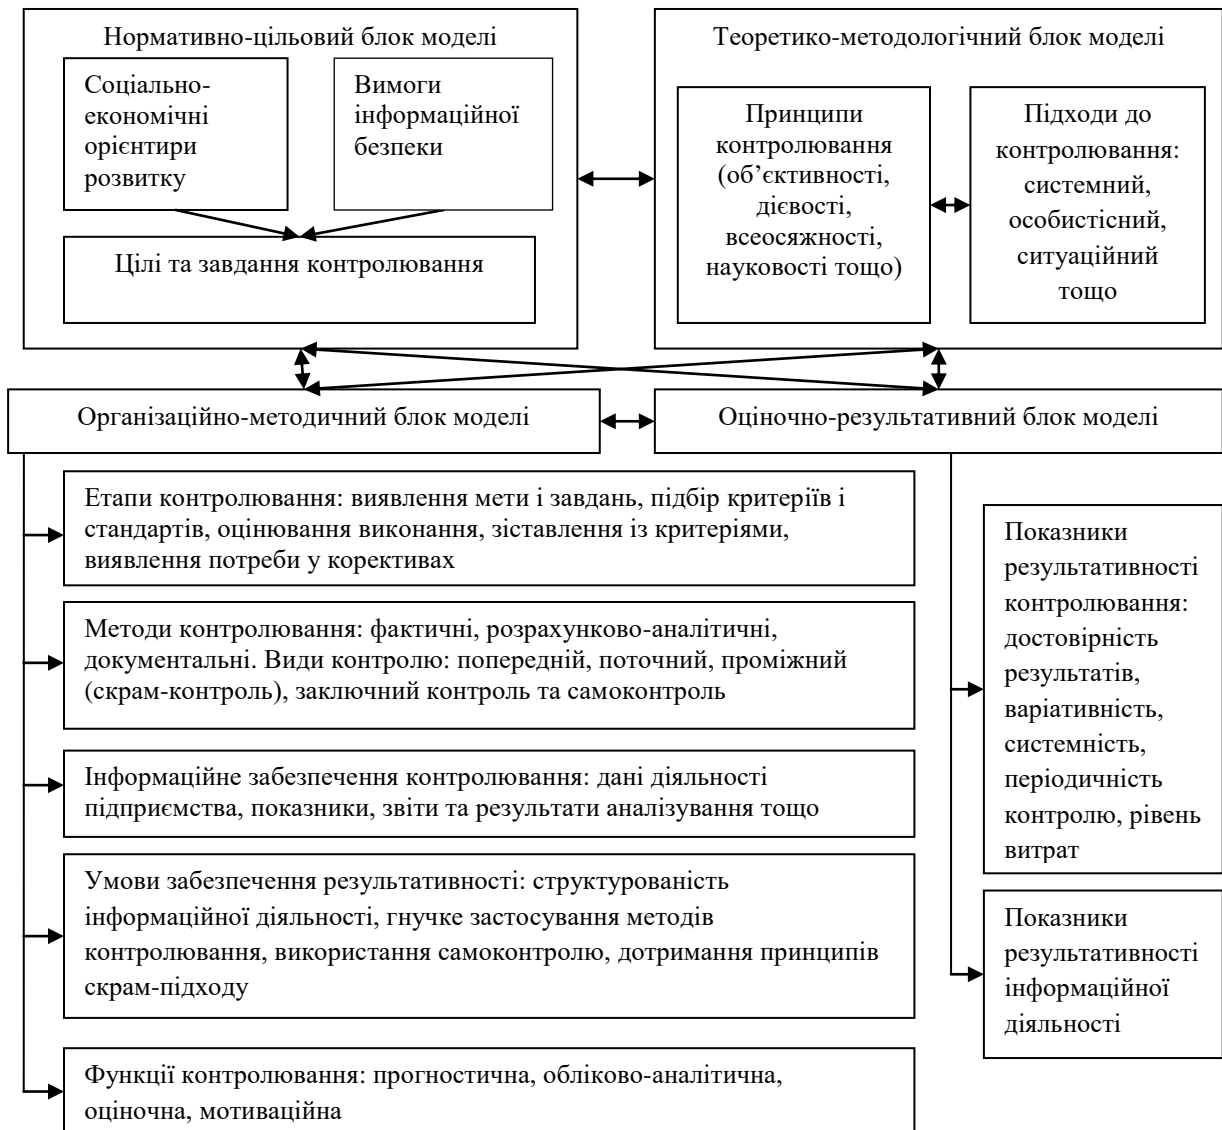 Нормативно-цільовий блок моделі
Соціально-
економічні
орієнтири
розвитку
Вимоги
інформаційної
безпеки
Цілі та завдання контролювання
Теоретико-методологічний блок моделі
Принципи
контролювання
(об’єктивності,
дієвості,
всеосяжності,
науковості тощо)
Підходи до
контролювання:
системний,
особистісний,
ситуаційний
тощо
Організаційно-методичний блок моделі
Оціночно-результативний блок моделі
Етапи контролювання: виявлення мети і завдань, підбір критеріїв і
стандартів, оцінювання виконання, зіставлення із критеріями,
виявлення потреби у корективах
Методи контролювання: фактичні, розрахунково-аналітичні,
документальні. Види контролю: попередній, поточний, проміжний
(скрам-контроль), заключний контроль та самоконтроль
Інформаційне забезпечення контролювання: дані діяльності
підприємства, показники, звіти та результати аналізування тощо
Умови забезпечення результативності: структурованість
інформаційної діяльності, гнучке застосування методів
контролювання, використання самоконтролю, дотримання принципів
скрам-підходу
Функції контролювання: прогностична, обліково-аналітична,
оціночна, мотиваційна
Показники
результативності
контролювання:
достовірність
результатів,
варіативність,
системність,
періодичність
контролю, рівень
витрат
Показники
результативності
інформаційної
діяльності